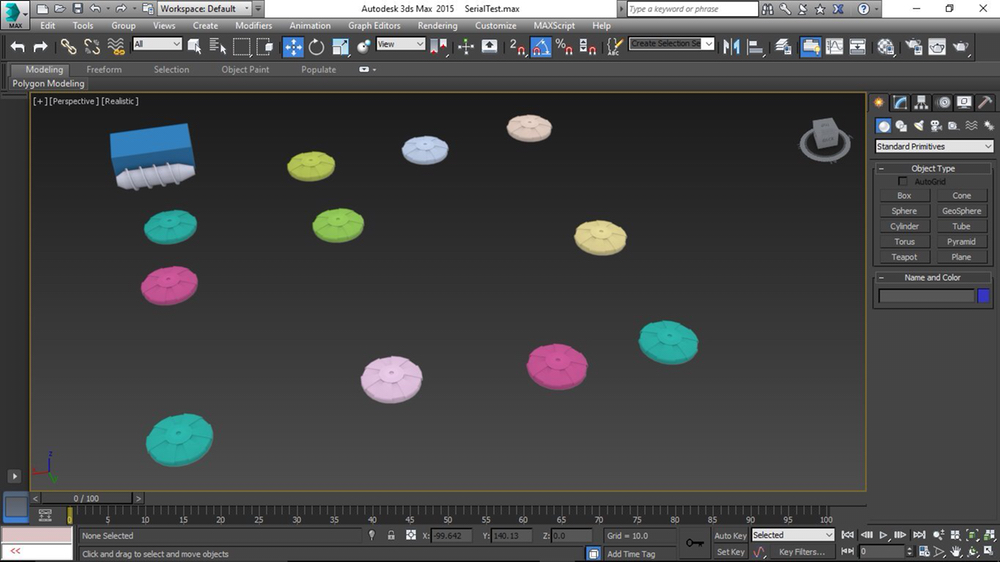 Workspace: Default
Autodesk 3ds Max 2015 SerialTest.max
Type a keyword or phrase
MAX
Edit Tools Group Views Create Modifiers Animation Graph Editors Rendering Customize MAXScript Help
All View Create Selection Se
Modeling Freeform Selection Object Paint Populate
Polygon Modeling
[+] [Perspective] [Realistic]
Standard Primitives
Object Type
AutoGrid
Box Cone
Sphere GeoSphere
Cylinder Tube
Torus Pyramid
Teapot Plane
Name and Color
0 / 100
0 5 10 15 20 25 30 35 40 45 50 55 60 65 70 75 80 85 90 95 100
None Selected X: -99.642 Y: 140.13 Z: 0.0 Grid = 10.0 Auto Key Selected
<< Click and drag to select and move objects Add Time Tag Set Key Key Filters... 0